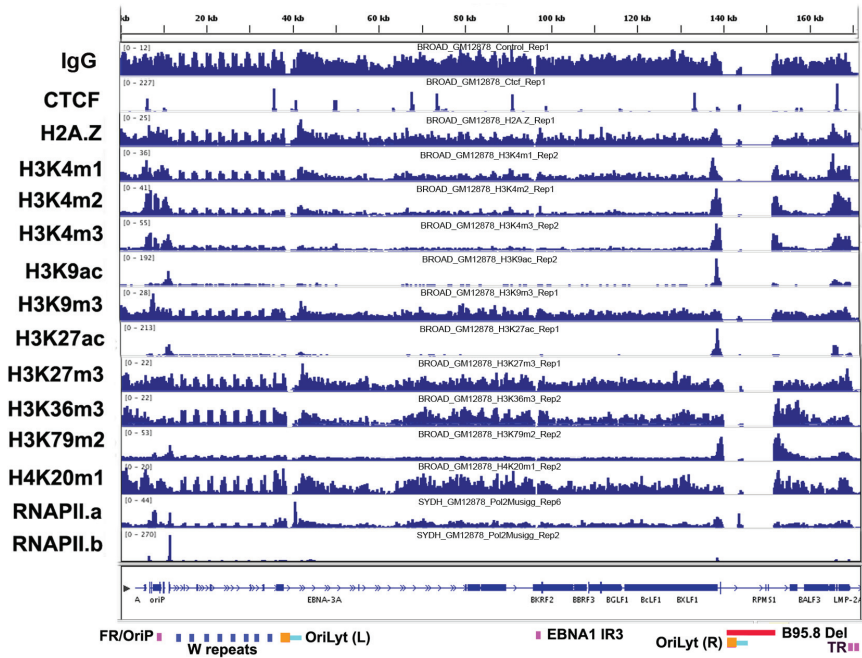 kb 20 kb 40 kb 60 kb 80 kb 100 kb 120 kb 140 kb 160 kb
IgG [0 - 12] BROAD_GM12878_Control_Rep1
CTCF [0 - 227] BROAD_GM12878_Ctcf_Rep1
H2A.Z [0 - 25] BROAD_GM12878_H2A.Z_Rep1
H3K4m1 [0 - 36] BROAD_GM12878_H3K4m1_Rep2
H3K4m2 [0 - 41] BROAD_GM12878_H3K4m2_Rep1
H3K4m3 [0 - 55] BROAD_GM12878_H3K4m3_Rep2
H3K9ac [0 - 192] BROAD_GM12878_H3K9ac_Rep2
H3K9m3 [0 - 28] BROAD_GM12878_H3K9m3_Rep1
H3K27ac [0 - 213] BROAD_GM12878_H3K27ac_Rep1
H3K27m3 [0 - 22] BROAD_GM12878_H3K27m3_Rep1
H3K36m3 [0 - 22] BROAD_GM12878_H3K36m3_Rep2
H3K79m2 [0 - 53] BROAD_GM12878_H3K79m2_Rep2
H4K20m1 [0 - 20] BROAD_GM12878_H4K20m1_Rep2
RNAPII.a [0 - 44] SYDH_GM12878_Pol2Musigg_Rep6
RNAPII.b [0 - 270] SYDH_GM12878_Pol2Musigg_Rep2
A oriP EBNA-3A BKRF2 BBRF3 BGLF1 BcLF1 BXLF1 RPMS1 BALF3 LMP-2A
FR/OriP W repeats OriLyt (L) EBNA1 IR3 OriLyt (R) B95.8 Del TR